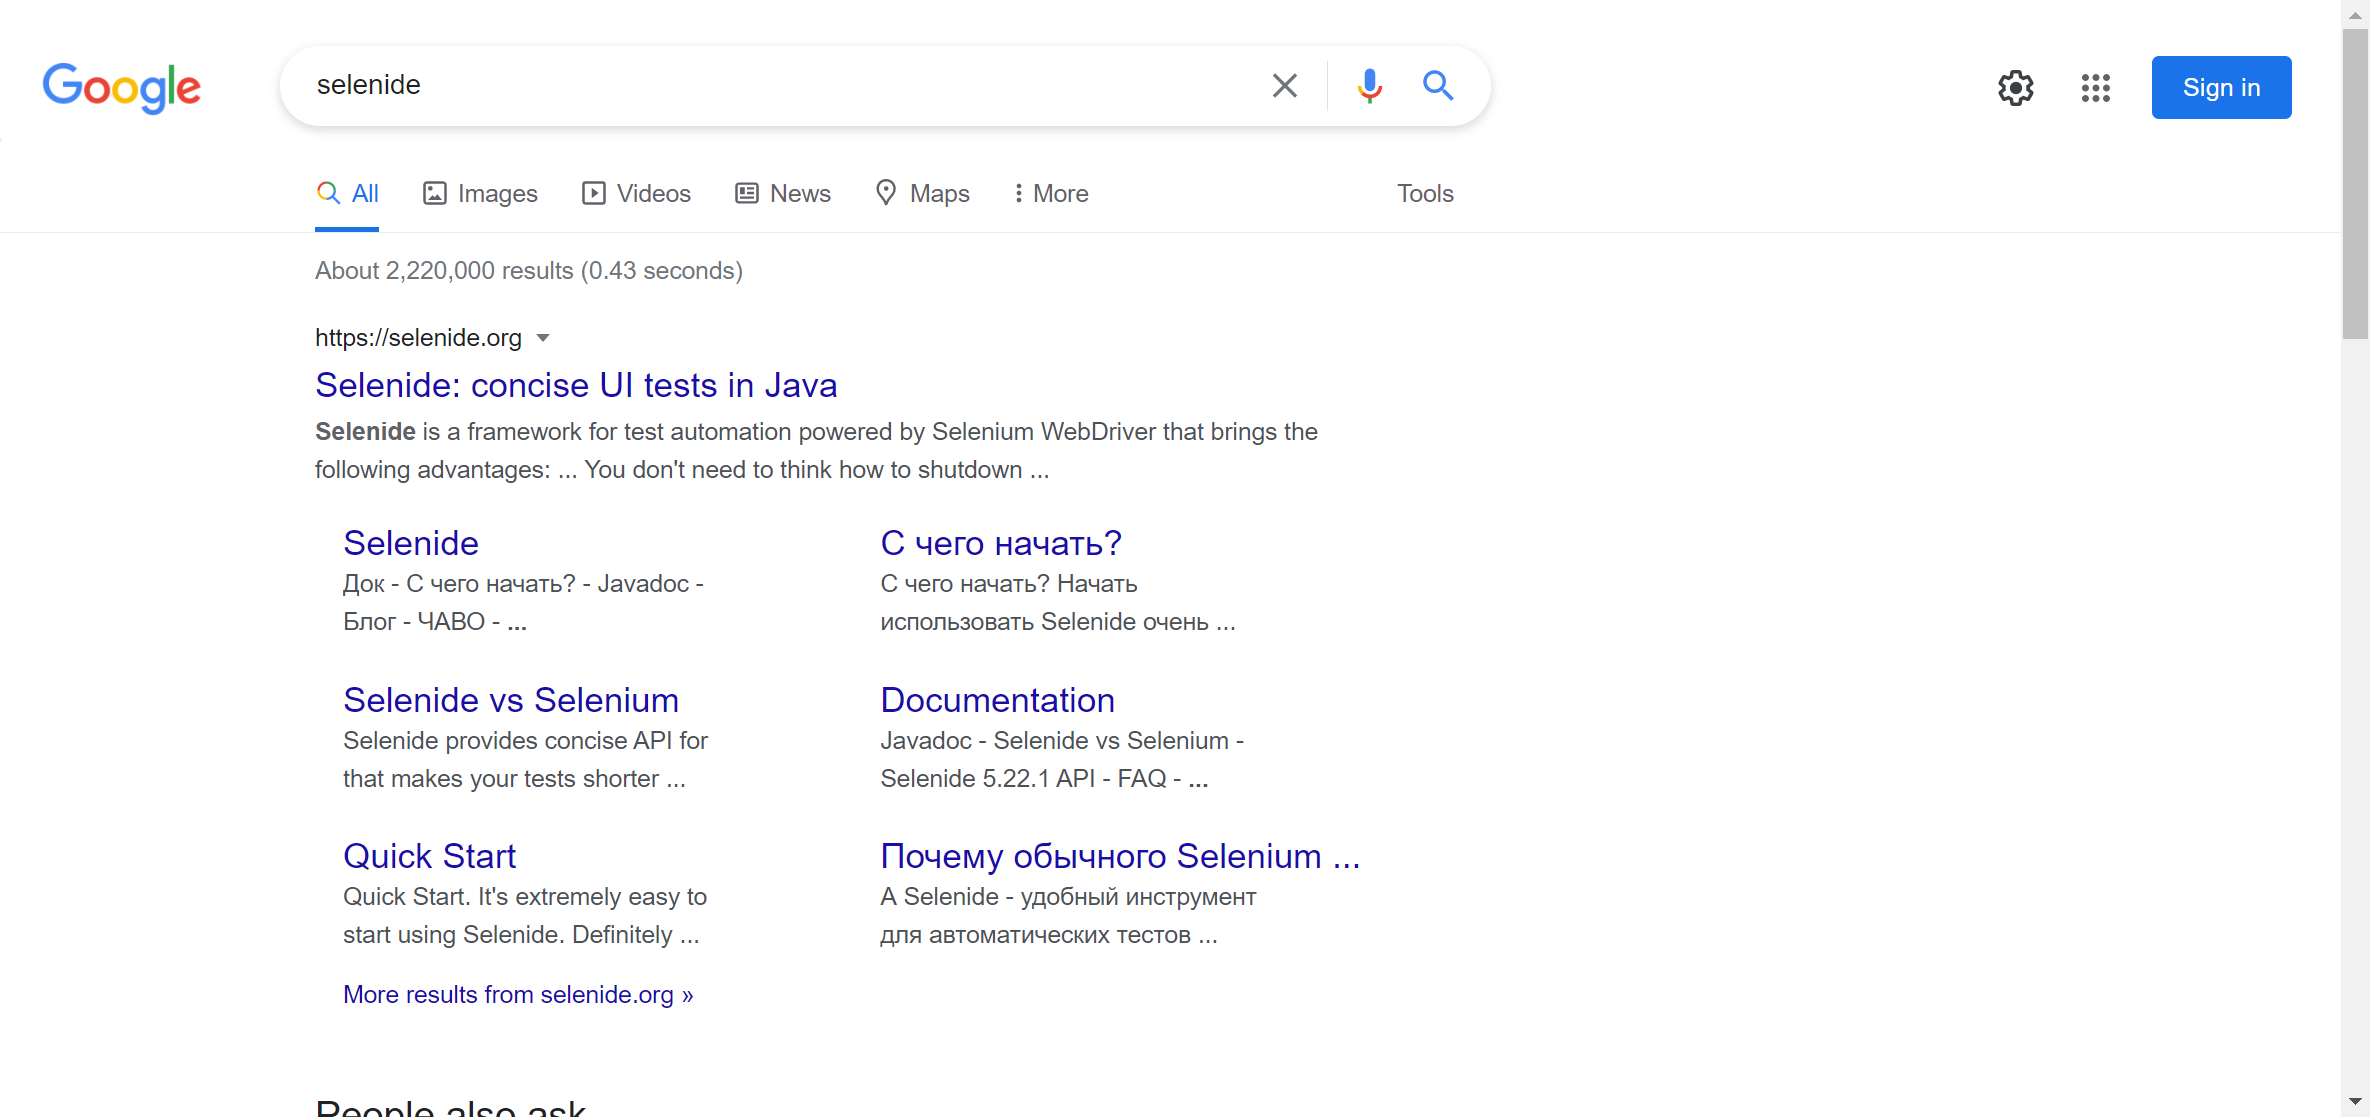 Google
selenide
Sign in
All
Images
Videos
News
Maps
More
Tools
About 2,220,000 results (0.43 seconds)
https://selenide.org
Selenide: concise UI tests in Java
Selenide is a framework for test automation powered by Selenium WebDriver that brings the
following advantages: ... You don't need to think how to shutdown ...
Selenide
Док - С чего начать? - Javadoc -
Блог - ЧАВО - ...
С чего начать?
С чего начать? Начать
использовать Selenide очень ...
Selenide vs Selenium
Selenide provides concise API for
that makes your tests shorter ...
Documentation
Javadoc - Selenide vs Selenium -
Selenide 5.22.1 API - FAQ - ...
Quick Start
Quick Start. It's extremely easy to
start using Selenide. Definitely ...
Почему обычного Selenium ...
А Selenide - удобный инструмент
для автоматических тестов ...
More results from selenide.org »
People also ask